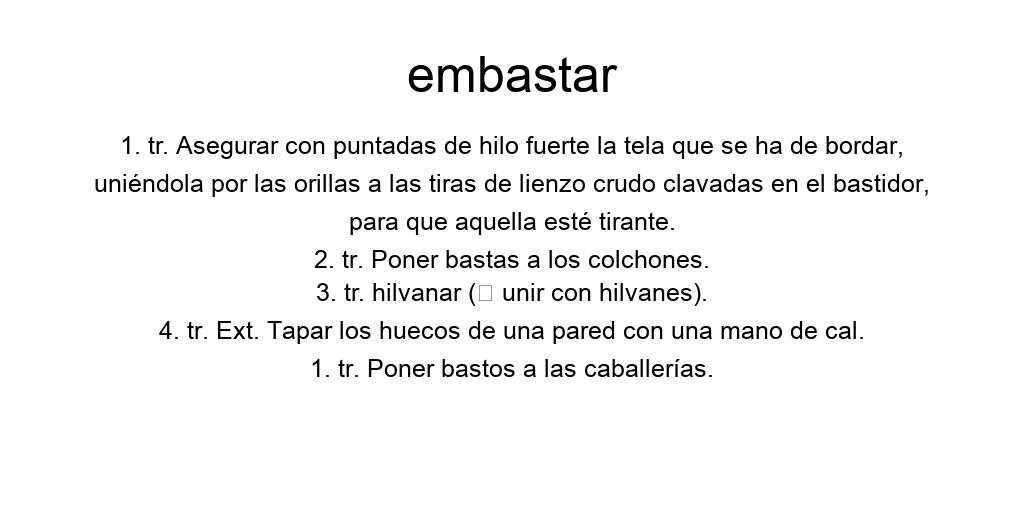 embastar
1. tr. Asegurar con puntadas de hilo fuerte la tela que se ha de bordar,
uniéndola por las orillas a las tiras de lienzo crudo clavadas en el bastidor,
para que aquella esté tirante.
2. tr. Poner bastas a los colchones.
3. tr. hilvanar (□ unir con hilvanes).
4. tr. Ext. Tapar los huecos de una pared con una mano de cal.
1. tr. Poner bastos a las caballerías.